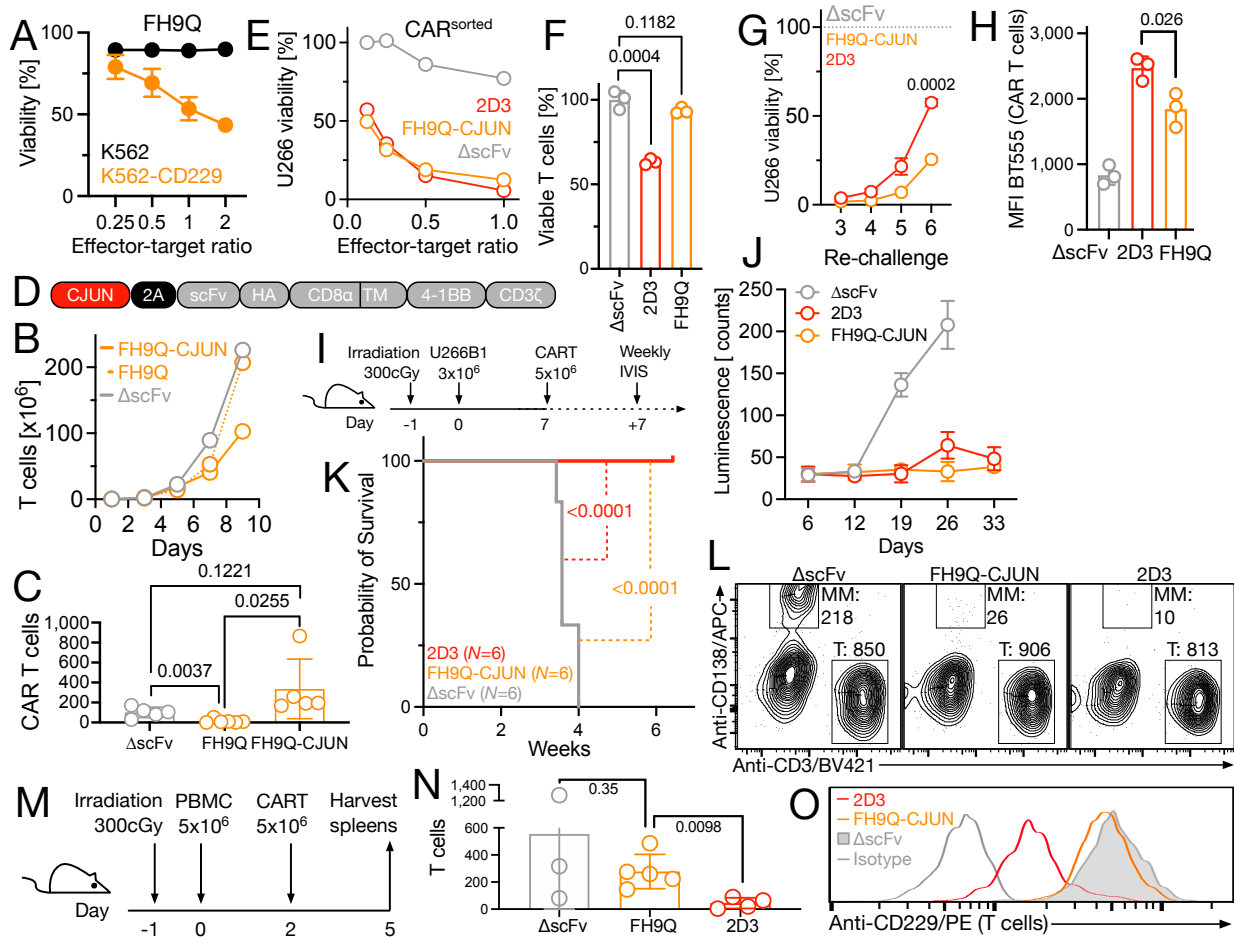 A
FH9Q
Viability [%]
100
50
0
K562
K562-CD229
0.25 0.5 1 2
Effector-target ratio
E
CAR sorted
U266 viability [%]
100
50
0
2D3
FH9Q-CJUN
ΔscFv
0.0 0.5 1.0
Effector-target ratio
F
0.1182
0.0004
Viable T cells [%]
100
50
0
ΔscFv
2D3
FH9Q
G
ΔscFv
FH9Q-CJUN
2D3
U266 viability [%]
100
50
0
0.0002
3 4 5 6
Re-challenge
H
0.026
MFI BT555 (CAR T cells)
3,000
2,000
1,000
0
ΔscFv 2D3 FH9Q
D
CJUN 2A scFv HA CD8α TM 4-1BB CD3ζ
B
FH9Q-CJUN
FH9Q
ΔscFv
T cells [x10⁶]
200
100
0
0 2 4 6 8 10
Days
I
Irradiation U266B1 CART Weekly
300cGy 3x10⁶ 5x10⁶ IVIS
Day
-1 0 7 +7
J
ΔscFv
2D3
FH9Q-CJUN
Luminescence [ counts]
250
200
150
100
50
0
6 12 19 26 33
Days
C
0.1221
0.0255
0.0037
CAR T cells
1,000
800
600
400
200
0
ΔscFv FH9Q FH9Q-CJUN
K
Probability of Survival
100
50
0
<0.0001
<0.0001
2D3 (N=6)
FH9Q-CJUN (N=6)
ΔscFv (N=6)
0 2 4 6
Weeks
L
ΔscFv FH9Q-CJUN 2D3
MM: MM: MM:
218 26 10
T: 850 T: 906 T: 813
Anti-CD138/APC
Anti-CD3/BV421
M
Irradiation PBMC CART Harvest
300cGy 5x10⁶ 5x10⁶ spleens
Day
-1 0 2 5
N
0.35
0.0098
T cells
1,400
1,200
600
400
200
0
ΔscFv FH9Q 2D3
O
2D3
FH9Q-CJUN
ΔscFv
Isotype
Anti-CD229/PE (T cells)